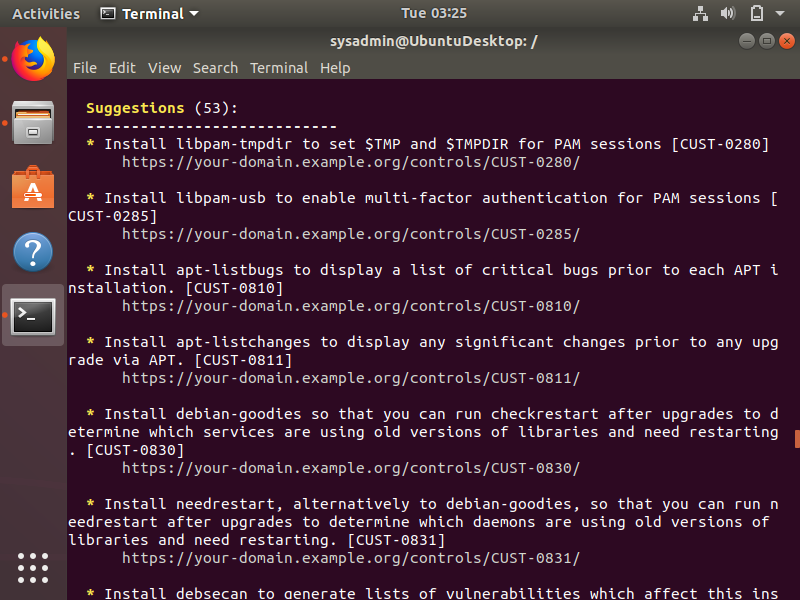 Activities Terminal Tue 03:25
sysadmin@UbuntuDesktop: /
File Edit View Search Terminal Help
Suggestions (53):
----------------------------
* Install libpam-tmpdir to set $TMP and $TMPDIR for PAM sessions [CUST-0280]
https://your-domain.example.org/controls/CUST-0280/
* Install libpam-usb to enable multi-factor authentication for PAM sessions [
CUST-0285]
https://your-domain.example.org/controls/CUST-0285/
* Install apt-listbugs to display a list of critical bugs prior to each APT i
nstallation. [CUST-0810]
https://your-domain.example.org/controls/CUST-0810/
* Install apt-listchanges to display any significant changes prior to any upg
rade via APT. [CUST-0811]
https://your-domain.example.org/controls/CUST-0811/
* Install debian-goodies so that you can run checkrestart after upgrades to d
etermine which services are using old versions of libraries and need restarting
. [CUST-0830]
https://your-domain.example.org/controls/CUST-0830/
* Install needrestart, alternatively to debian-goodies, so that you can run n
eedrestart after upgrades to determine which daemons are using old versions of
libraries and need restarting. [CUST-0831]
https://your-domain.example.org/controls/CUST-0831/
* Install debsecan to generate lists of vulnerabilities which affect this ins